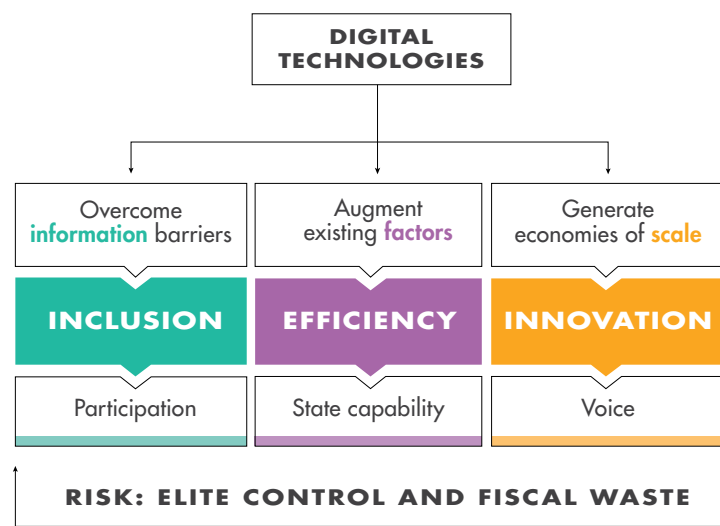 DIGITAL
TECHNOLOGIES
Overcome
information barriers
Augment
existing factors
Generate
economies of scale
INCLUSION
EFFICIENCY
INNOVATION
Participation
State capability
Voice
RISK: ELITE CONTROL AND FISCAL WASTE